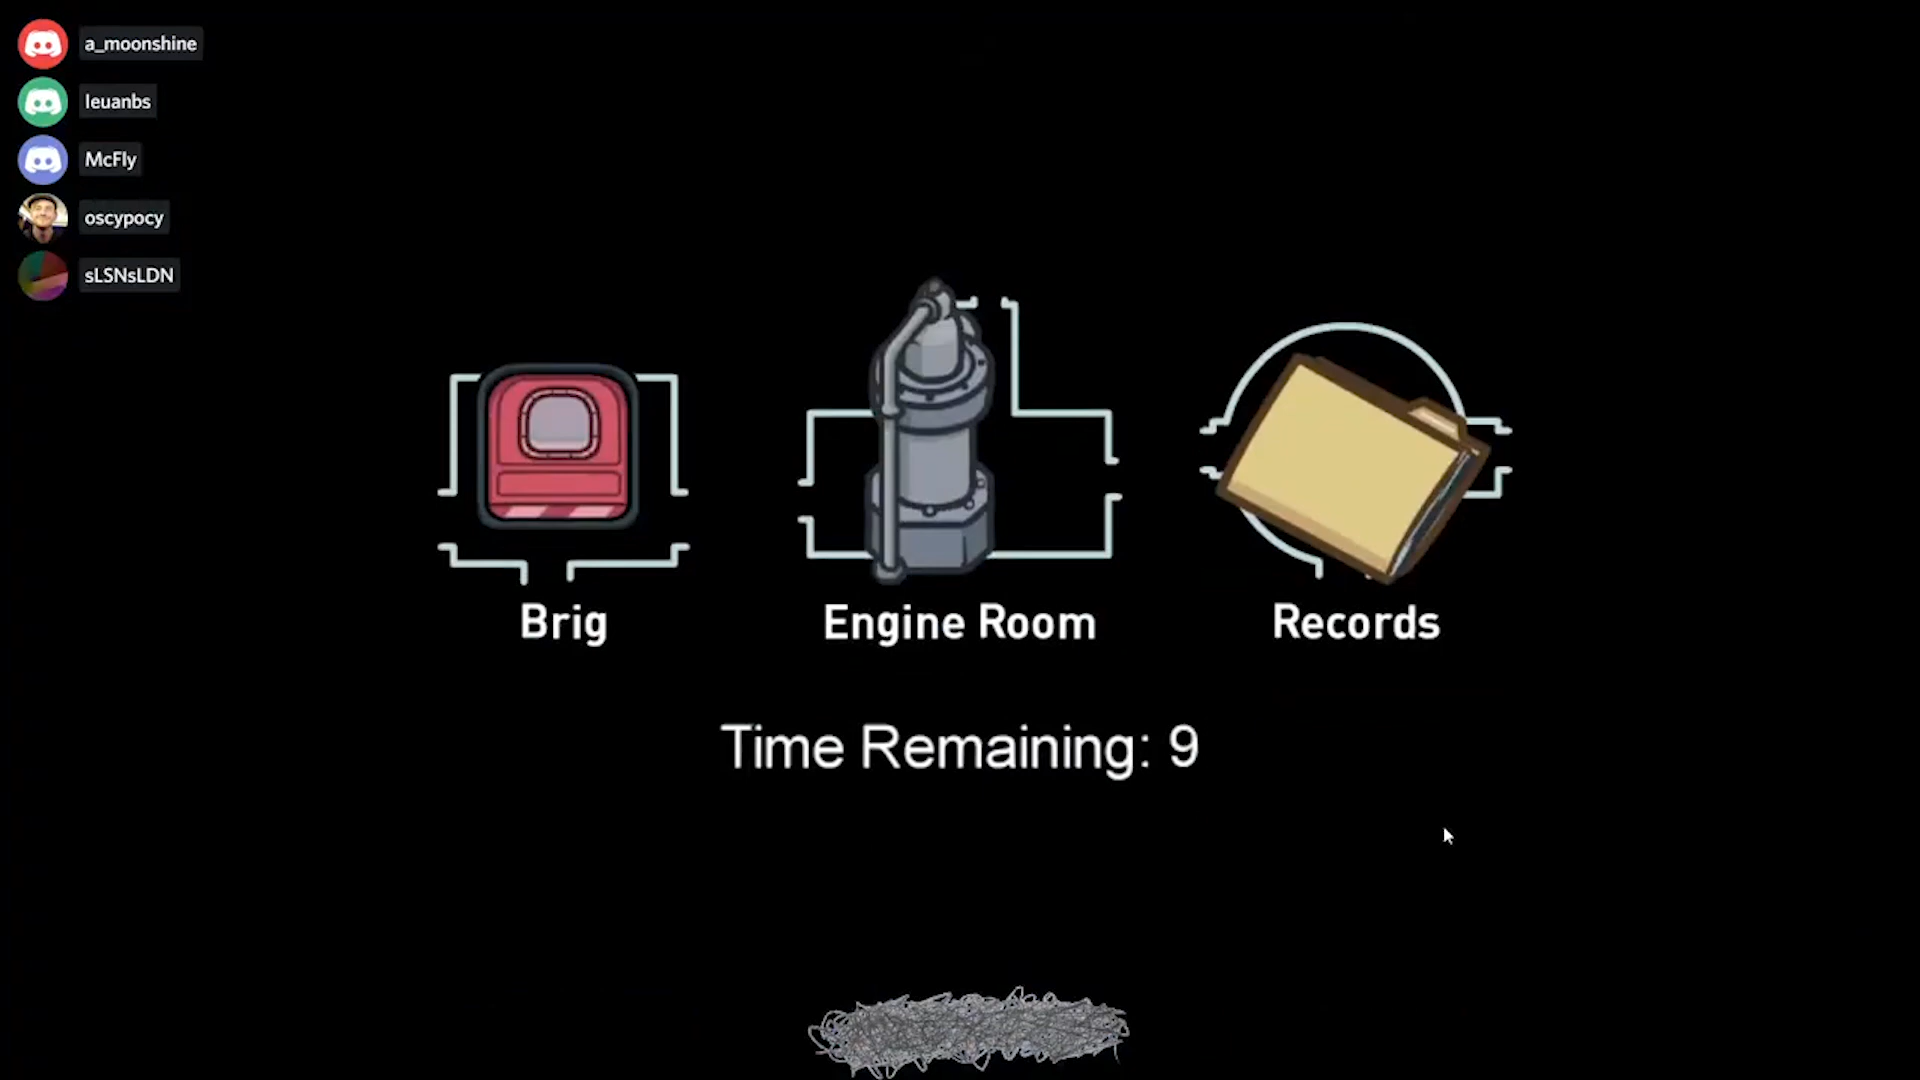 a_moonshine
leuanbs
McFly
oscypocy
sLSNsLDN
Brig
Engine Room
Records
Time Remaining: 9